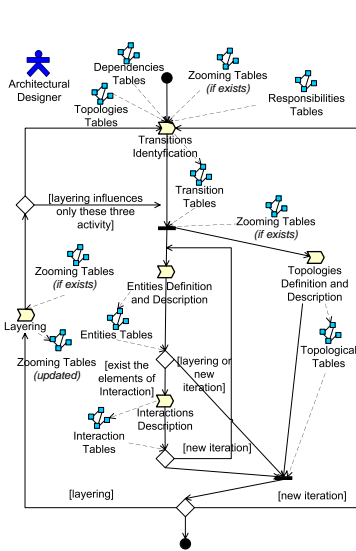 Dependencies
Tables
Zooming Tables
(if exists)
Architectural
Designer
Topologies
Tables
Responsibilities
Tables
Transitions
Identyfication
Transition
Tables
[layering influences
only these three
activity]
Zooming Tables
(if exists)
Zooming Tables
(if exists)
Entities Definition
and Description
Topologies
Definition and
Description
Layering
Entities Tables
Zooming Tables
(updated)
[exist the
elements of
Interaction]
[layering or
new
iteration]
Topological
Tables
Interactions
Description
Interaction
Tables
[new iteration]
[layering]
[new iteration]